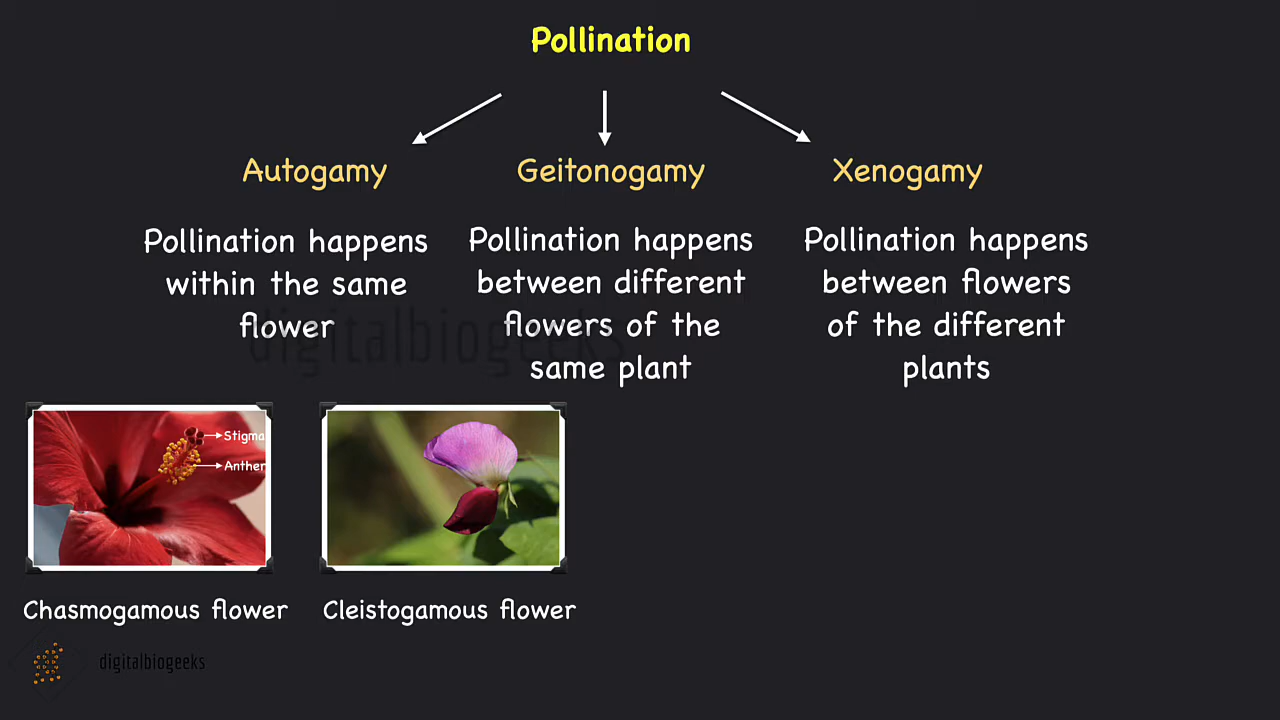 Pollination
Autogamy
Geitonogamy
Xenogamy
Pollination happens
within the same
flower
Pollination happens
between different
flowers of the
same plant
Pollination happens
between flowers
of the different
plants
digitalbiogeeks
Stigma
Anther
Chasmogamous flower
Cleistogamous flower
digitalbiogeeks